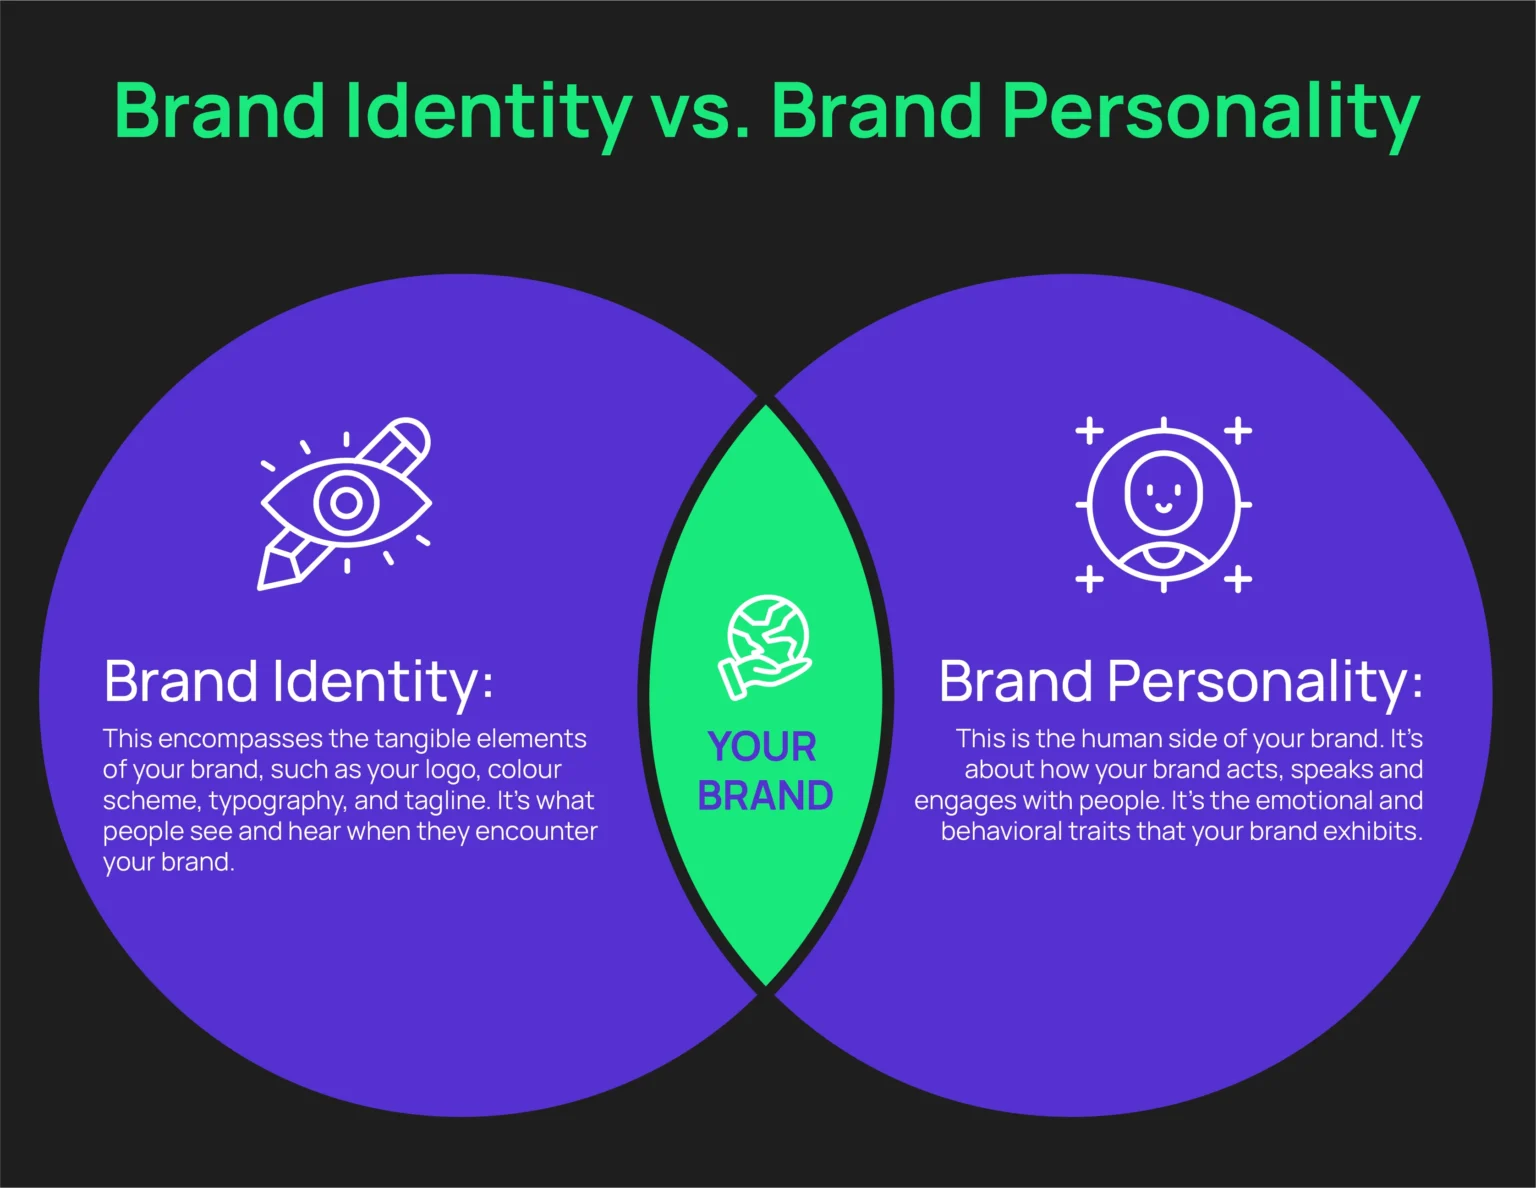 Brand Identity vs. Brand Personality
Brand Identity:
This encompasses the tangible elements
of your brand, such as your logo, colour
scheme, typography, and tagline. It's what
people see and hear when they encounter
your brand.
YOUR
BRAND
Brand Personality:
This is the human side of your brand. It's
about how your brand acts, speaks and
engages with people. It's the emotional and
behavioral traits that your brand exhibits.